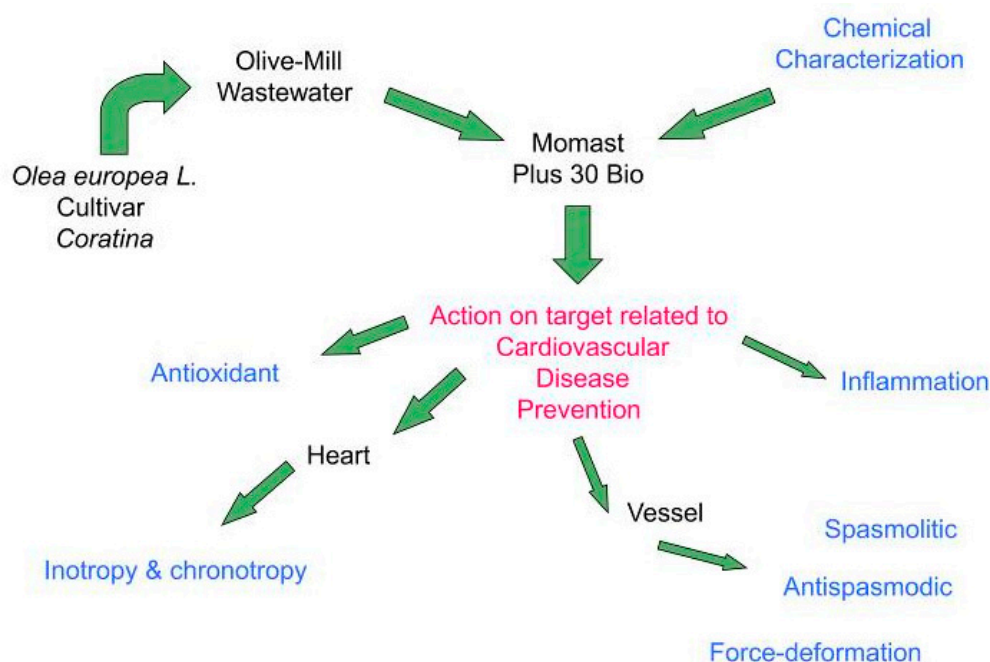 Chemical
Characterization
Olive-Mill
Wastewater
Momast
Plus 30 Bio
Olea europea L.
Cultivar
Coratina
Action on target related to
Cardiovascular
Disease
Prevention
Antioxidant
Inflammation
Heart
Vessel
Spasmolitic
Inotropy & chronotropy
Antispasmodic
Force-deformation